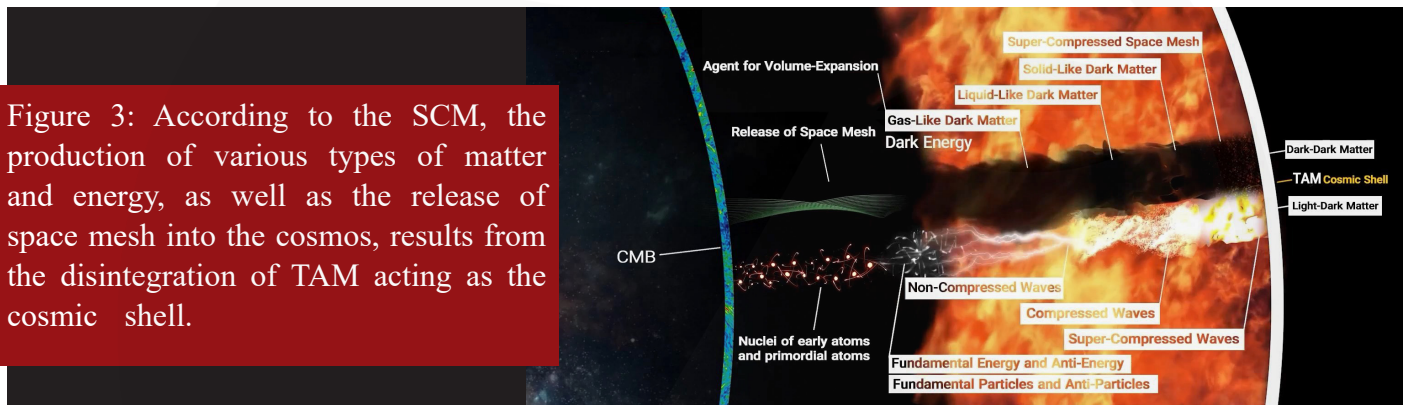 Figure 3: According to the SCM, the
production of various types of matter
and energy, as well as the release of
space mesh into the cosmos, results from
the disintegration of TAM acting as the
cosmic shell.
Super-Compressed Space Mesh
Agent for Volume-Expansion
Solid-Like Dark Matter
Liquid-Like Dark Matter
Gas-Like Dark Matter
Release of Space Mesh
Dark Energy
Dark-Dark Matter
TAM Cosmic Shell
Light-Dark Matter
CMB
Non-Compressed Waves
Compressed Waves
Super-Compressed Waves
Nuclei of early atoms
and primordial atoms
Fundamental Energy and Anti-Energy
Fundamental Particles and Anti-Particles